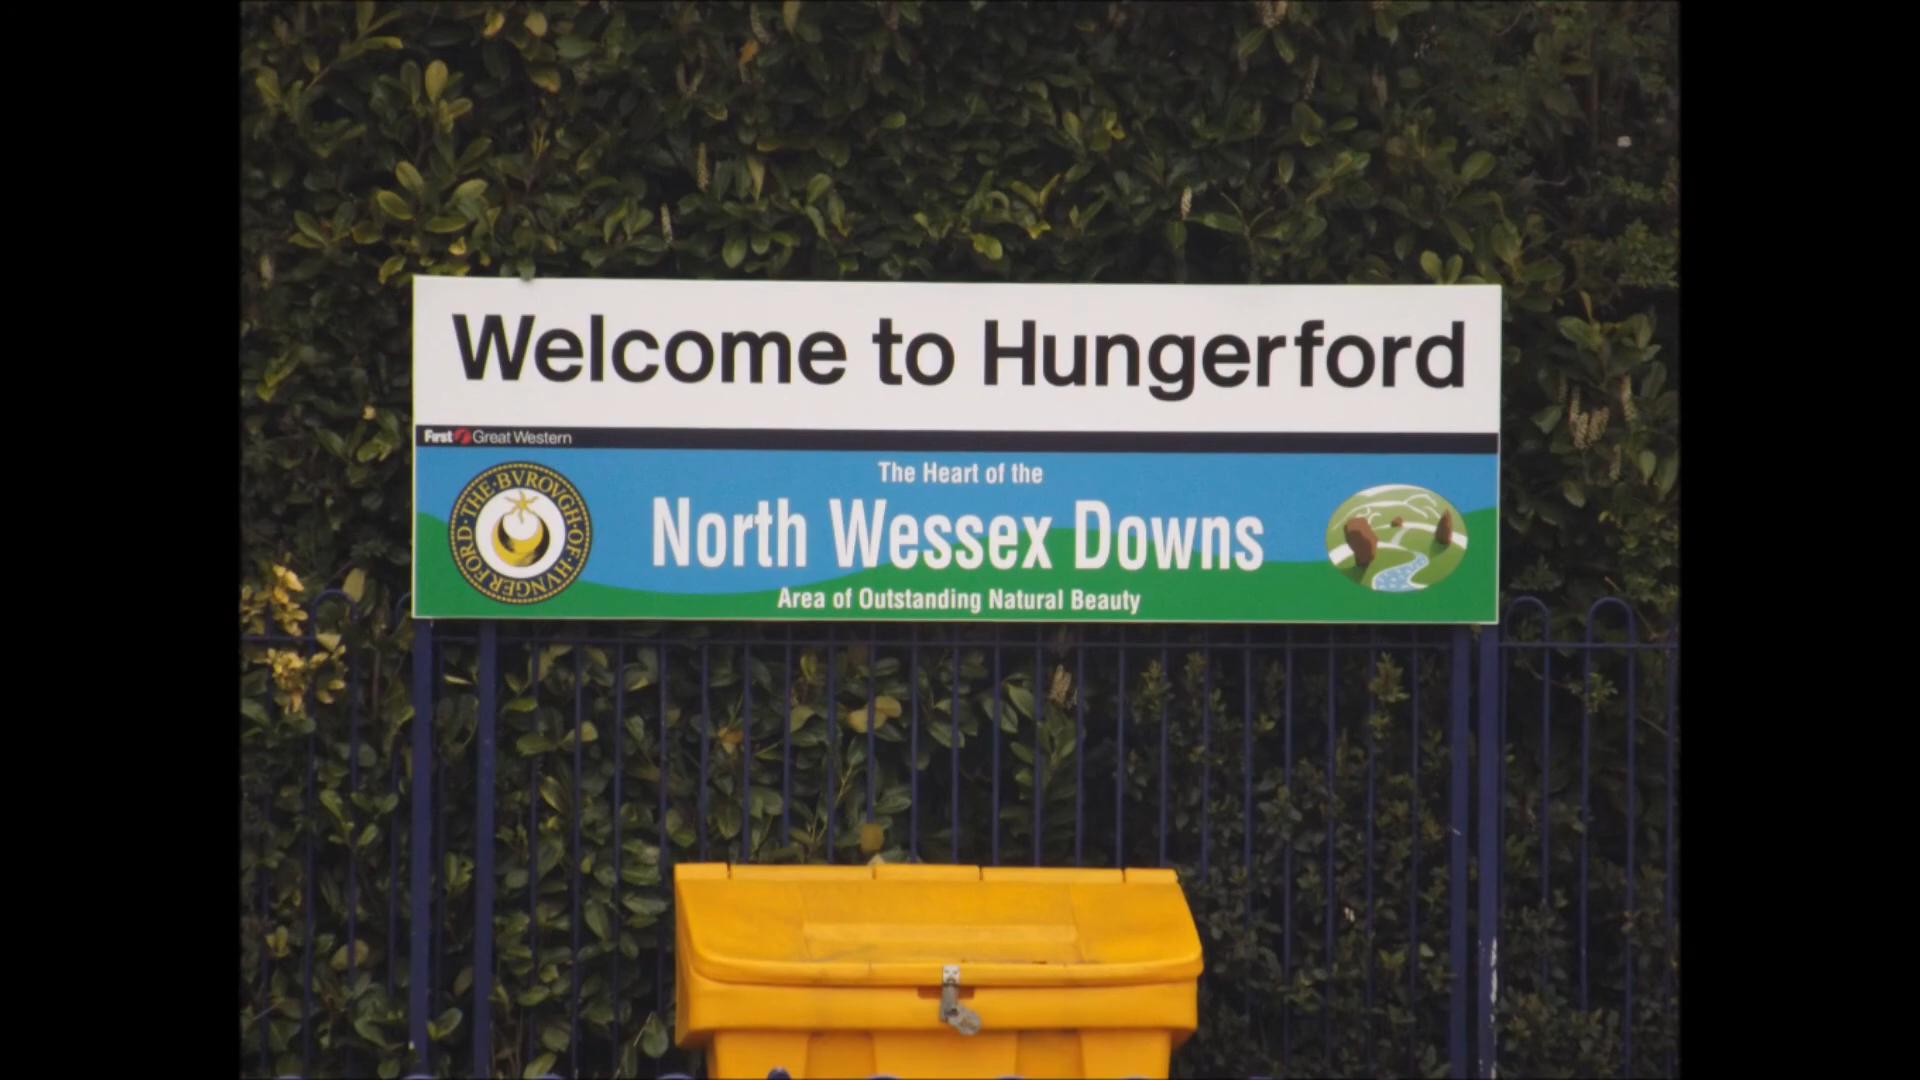 Welcome to Hungerford
First Great Western
The Heart of the
North Wessex Downs
Area of Outstanding Natural Beauty
THE·BVROVGH·OF·HVNGERFORD·